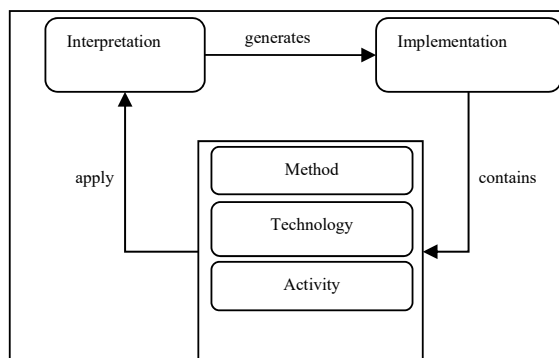 Interpretation
generates
Implementation
apply
Method
contains
Technology
Activity